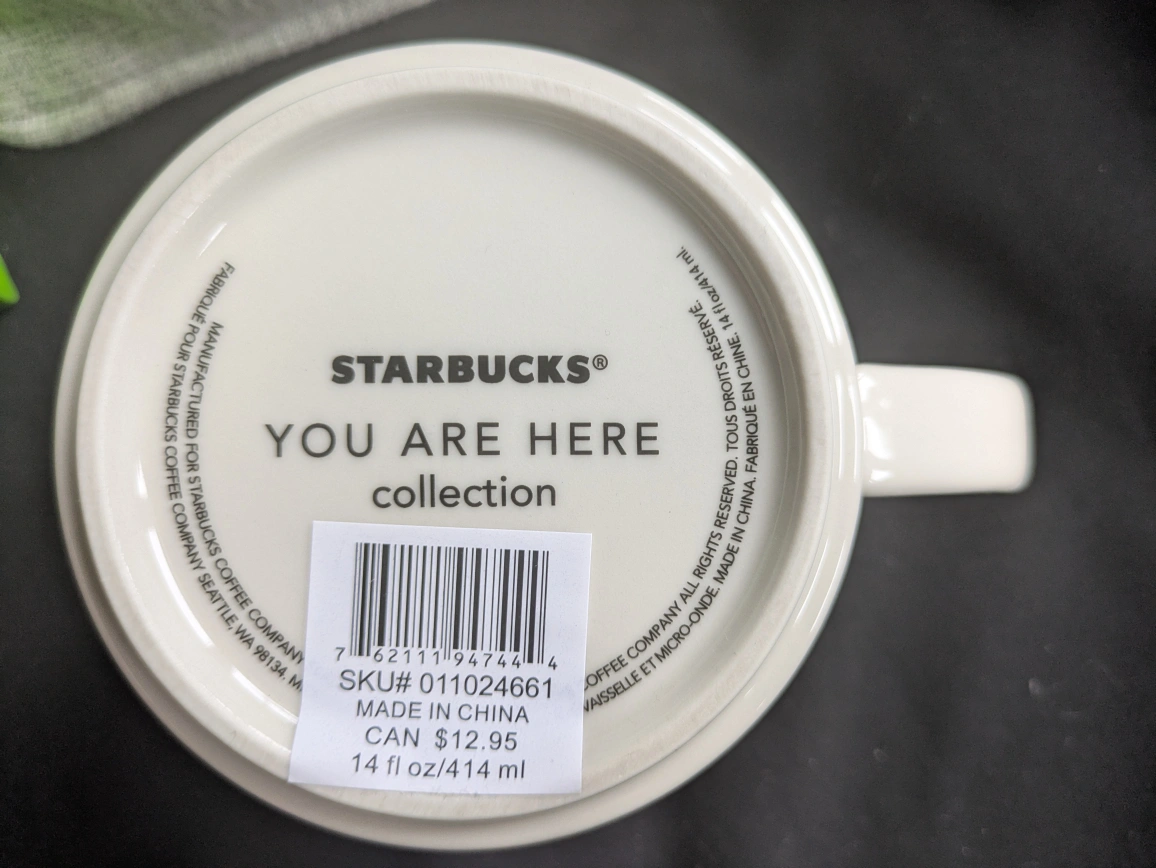 STARBUCKS®
YOU ARE HERE
collection
MANUFACTURED FOR STARBUCKS COFFEE COMPANY
FABRIQUÉ POUR STARBUCKS COFFEE COMPANY SEATTLE, WA 98134.
COFFEE COMPANY ALL RIGHTS RESERVED. TOUS DROITS RÉSERVÉ.
VAISSELLE ET MICRO-ONDE. MADE IN CHINA. FABRIQUÉ EN CHINE. 14 fl oz/414 ml.
7 62111 94744 4
SKU# 011024661
MADE IN CHINA
CAN $12.95
14 fl oz/414 ml